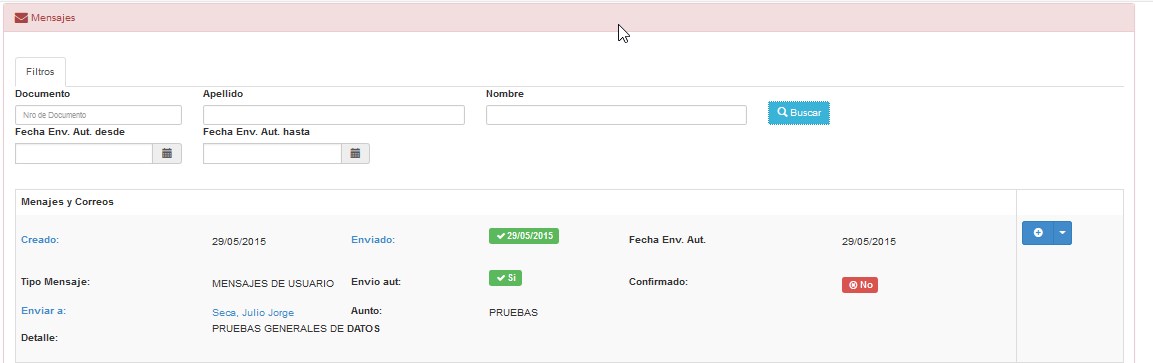 Mensajes
Filtros
Documento Apellido Nombre
Nro de Documento Buscar
Fecha Env. Aut. desde Fecha Env. Aut. hasta
Menajes y Correos
Creado: 29/05/2015 Enviado: 29/05/2015 Fecha Env. Aut. 29/05/2015
Tipo Mensaje: MENSAJES DE USUARIO Envio aut: Si Confirmado: No
Enviar a: Seca, Julio Jorge Aunto: PRUEBAS
Detalle: PRUEBAS GENERALES DE DATOS